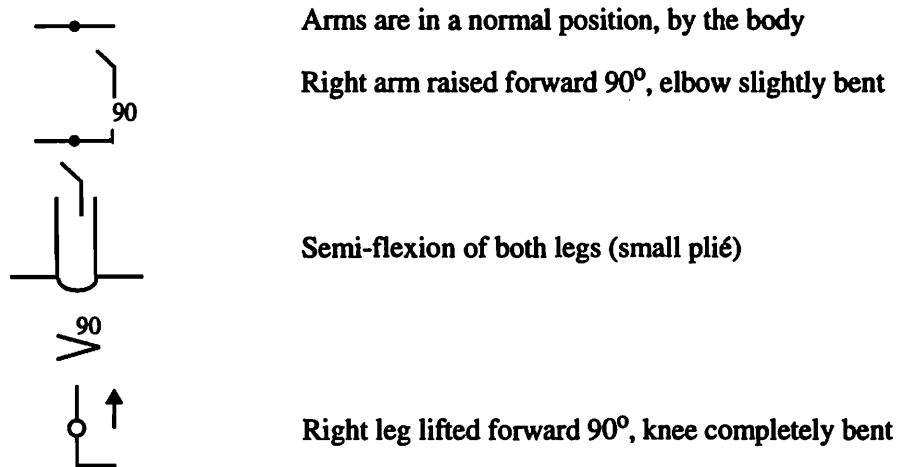 Arms are in a normal position, by the body
Right arm raised forward 90°, elbow slightly bent
90
Semi-flexion of both legs (small plié)
90
Right leg lifted forward 90°, knee completely bent